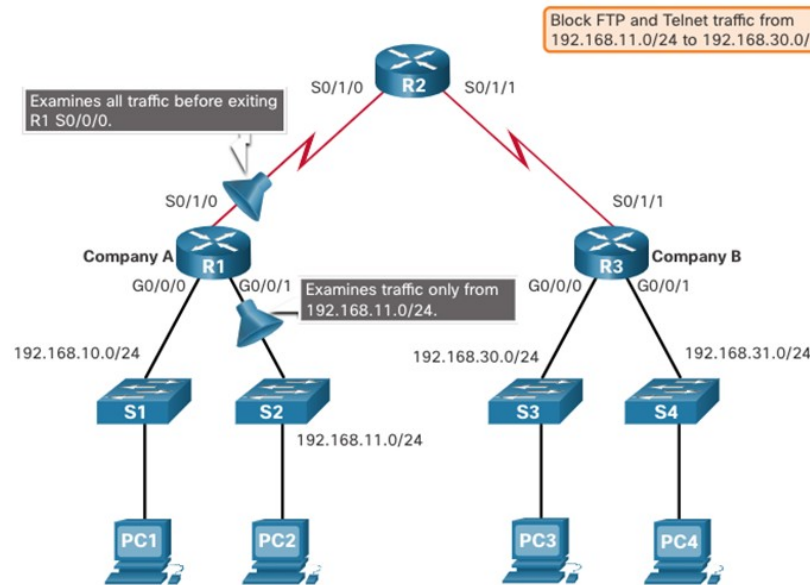 Block FTP and Telnet traffic from
192.168.11.0/24 to 192.168.30.0/
R2
S0/1/0
S0/1/1
Examines all traffic before exiting
R1 S0/0/0.
S0/1/0
S0/1/1
Company A
R1
R3
Company B
G0/0/0
G0/0/1
G0/0/0
G0/0/1
Examines traffic only from
192.168.11.0/24.
192.168.10.0/24
192.168.30.0/24
192.168.31.0/24
S1
S2
S3
S4
192.168.11.0/24
PC1
PC2
PC3
PC4